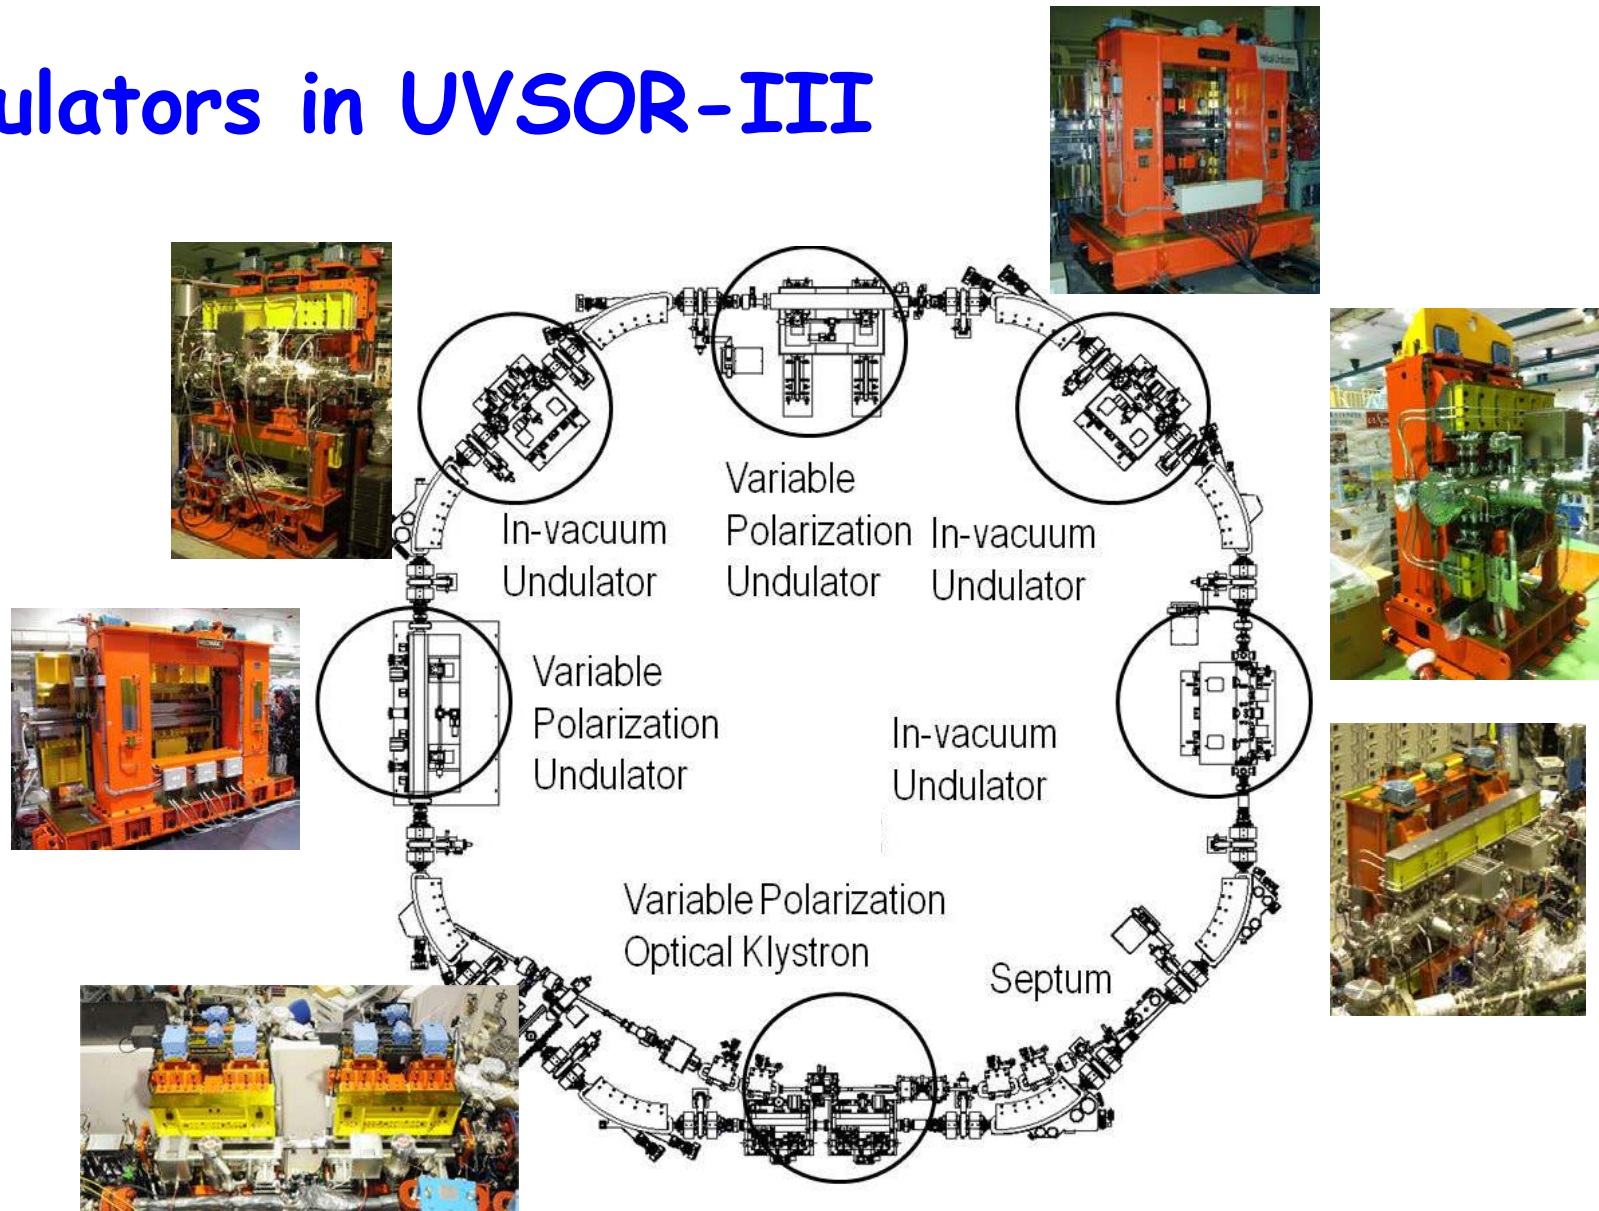 ulators in UVSOR-III
In-vacuum
Undulator
Variable
Polarization
Undulator
In-vacuum
Undulator
Variable
Polarization
Undulator
In-vacuum
Undulator
Variable Polarization
Optical Klystron
Septum